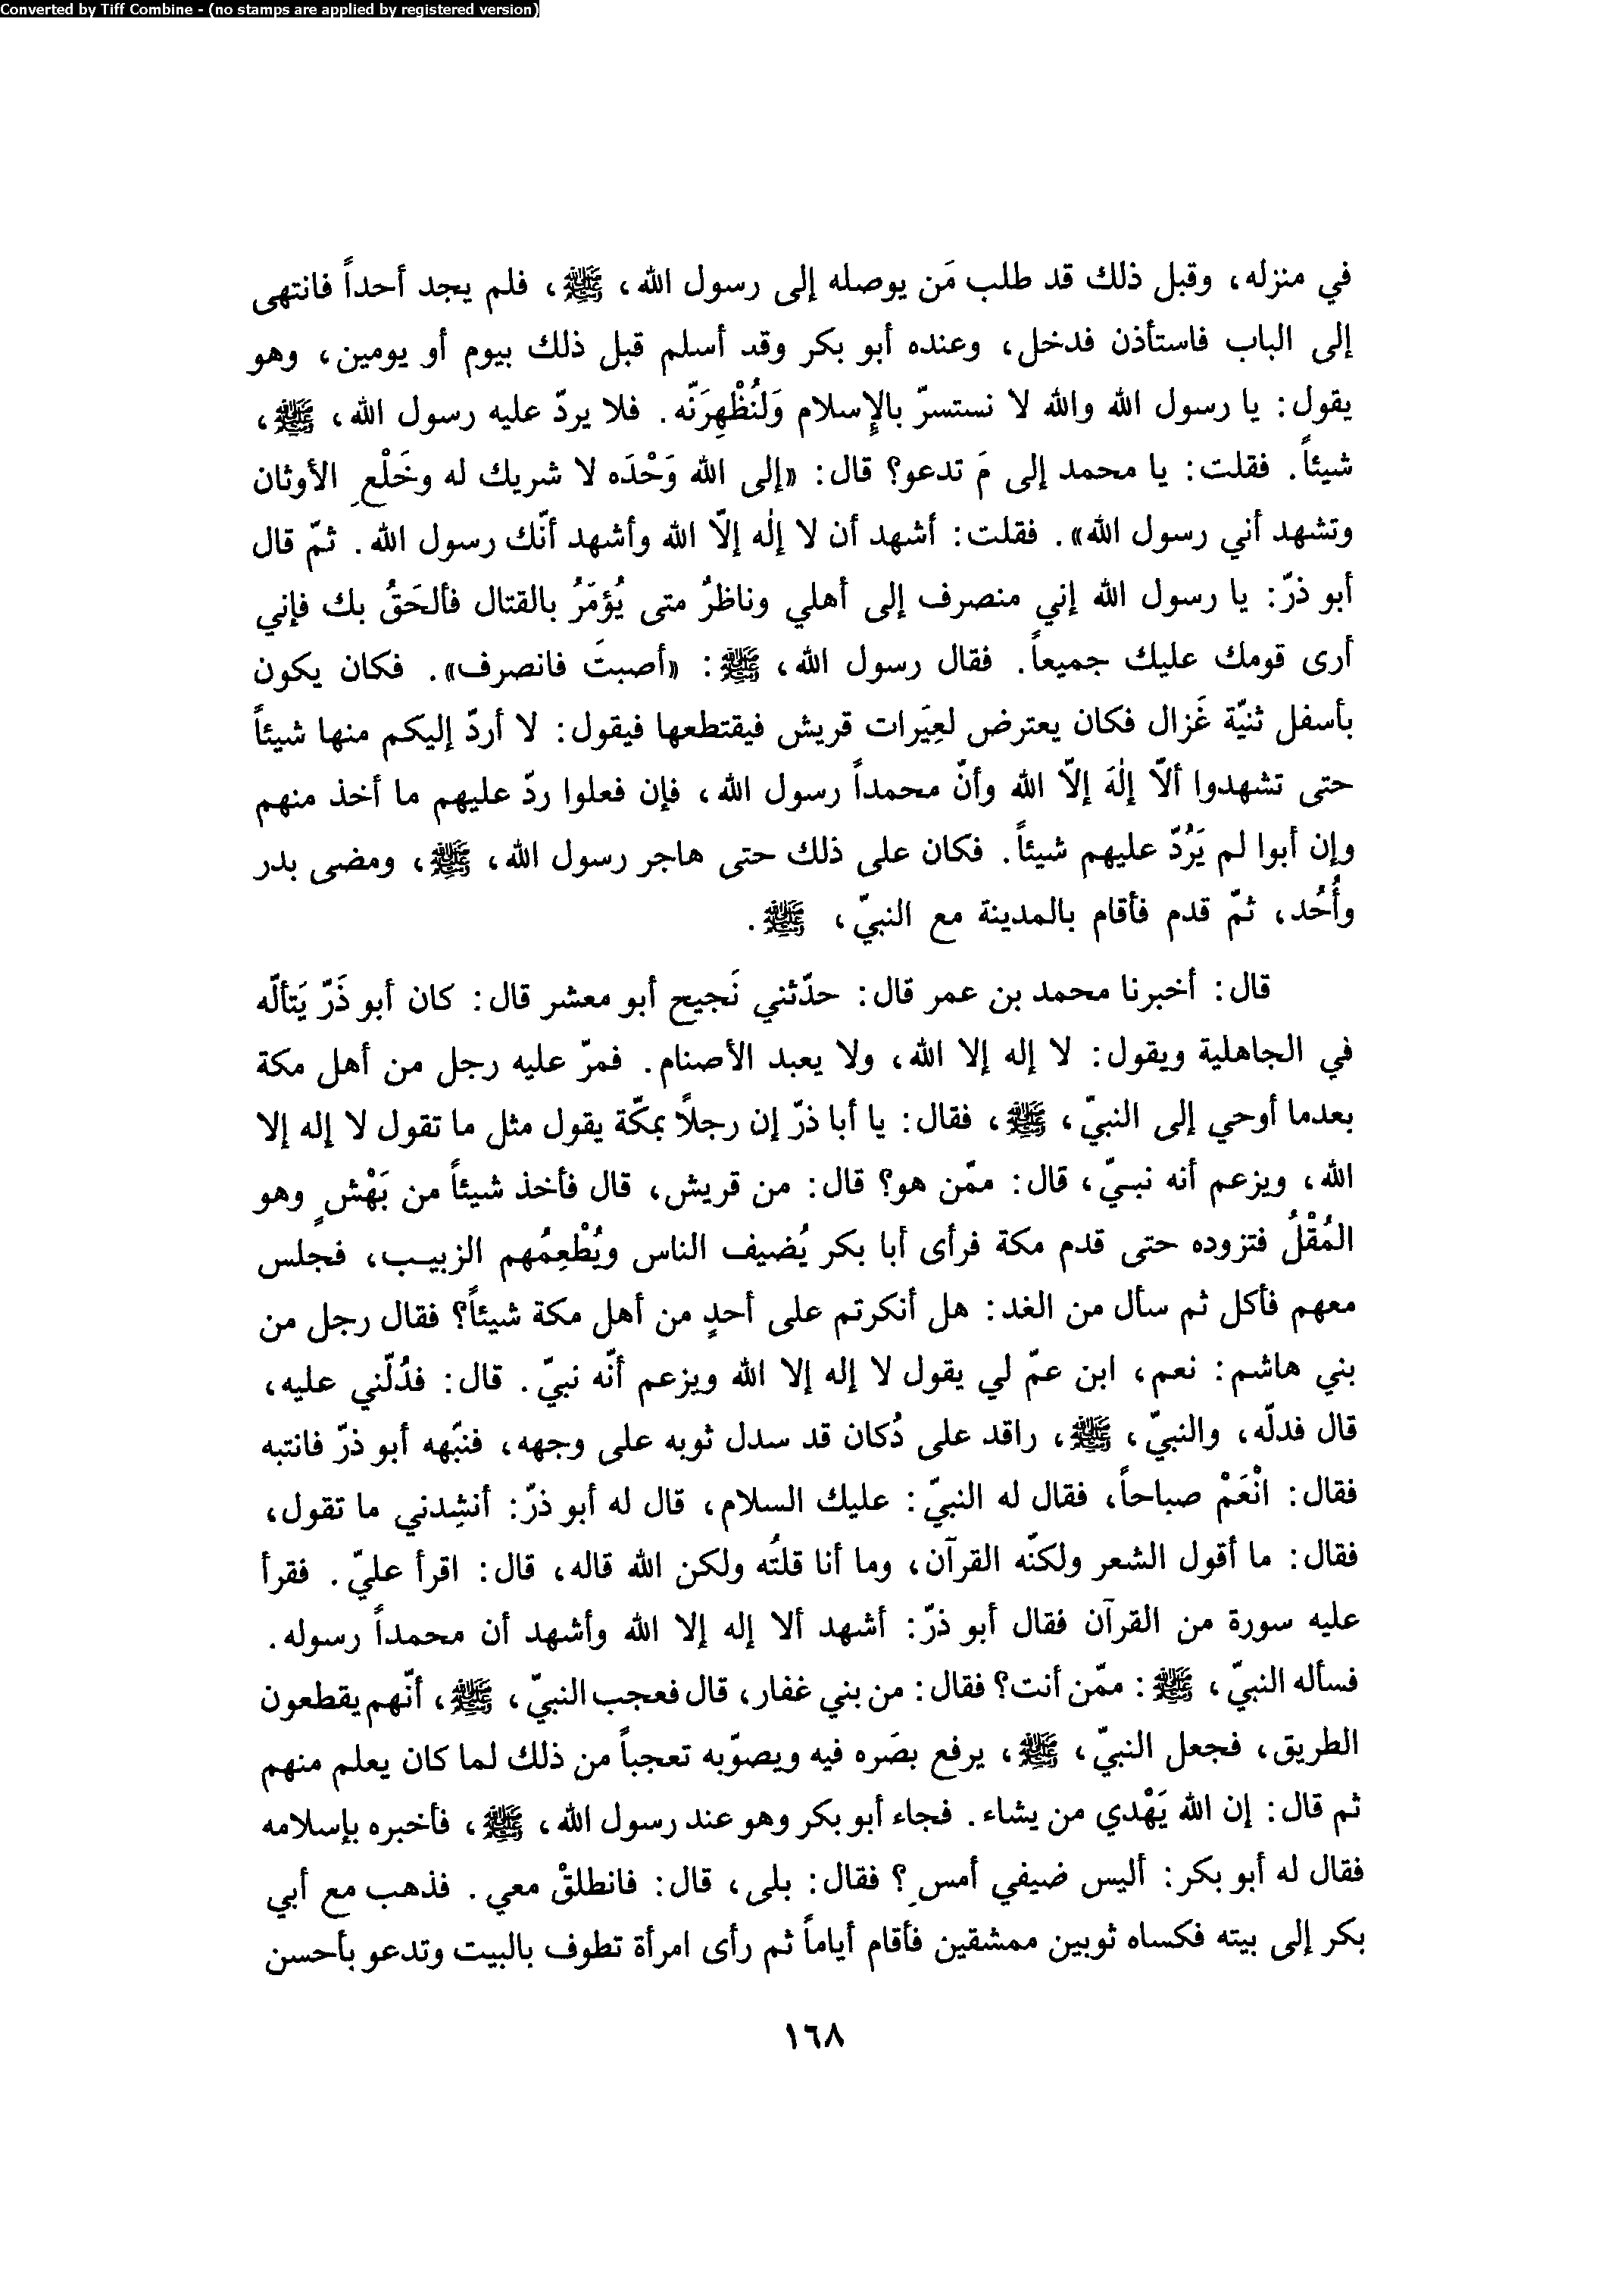 Converted by Tiff Combine - (no stamps are applied by registered version)
في منزله، وقبل ذلك قد طلب مَن يوصله إلى رسول الله، ﷺ، فلم يجد أحداً فانتهى
إلى الباب فاستأذن فدخل، وعنده أبو بكر وقد أسلم قبل ذلك بيوم أو يومين، وهو
يقول: يا رسول الله والله لا نستسرّ بالإِسلام وَلَنُظْهِرَنّه. فلا يردّ عليه رسول الله، ﷺ،
شيئاً. فقلت: يا محمد إلى مَ تدعو؟ قال: «إلى الله وَحْدَه لا شريك له وخَلْعِ الأوثان
وتشهد أني رسول الله». فقلت: أشهد أن لا إلٰه إلاّ الله وأشهد أنّك رسول الله. ثمّ قال
أبو ذرّ: يا رسول الله إني منصرف إلى أهلي وناظرٌ متى يُؤمَرُ بالقتال فألحَقُ بك فإني
أرى قومك عليك جميعاً. فقال رسول الله، ﷺ: «أصبتَ فانصرف». فكان يكون
بأسفل ثنيّة غَزال فكان يعترض لعِيَرات قريش فيقتطعها فيقول: لا أردّ إليكم منها شيئاً
حتى تشهدوا ألاّ إلٰهَ إلاّ الله وأنّ محمداً رسول الله، فإن فعلوا ردّ عليهم ما أخذ منهم
وإن أبوا لم يَرُدّ عليهم شيئاً. فكان على ذلك حتى هاجر رسول الله، ﷺ، ومضى بدر
وأُحُد، ثمّ قدم فأقام بالمدينة مع النبيّ، ﷺ.
قال: أخبرنا محمد بن عمر قال: حدّثني نَجيح أبو معشر قال: كان أبو ذَرّ يَتألّه
في الجاهلية ويقول: لا إله إلا الله، ولا يعبد الأصنام. فمرّ عليه رجل من أهل مكة
بعدما أوحي إلى النبيّ، ﷺ، فقال: يا أبا ذرّ إن رجلاً بمكّة يقول مثل ما تقول لا إله إلا
الله، ويزعم أنه نبيّ، قال: ممّن هو؟ قال: من قريش، قال فأخذ شيئاً من بَهْشٍ وهو
المُقْلُ فتزوده حتى قدم مكة فرأى أبا بكر يُضيف الناس ويُطْعِمُهم الزبيب، فجلس
معهم فأكل ثم سأل من الغد: هل أنكرتم على أحدٍ من أهل مكة شيئاً؟ فقال رجل من
بني هاشم: نعم، ابن عمّ لي يقول لا إله إلا الله ويزعم أنّه نبيّ. قال: فدُلّني عليه،
قال فدلّه، والنبيّ، ﷺ، راقد على دُكان قد سدل ثوبه على وجهه، فنبّهه أبو ذرّ فانتبه
فقال: انْعَمْ صباحاً، فقال له النبيّ: عليك السلام، قال له أبو ذرّ: أنشِدني ما تقول،
فقال: ما أقول الشعر ولكنّه القرآن، وما أنا قلتُه ولكن الله قاله، قال: اقرأ عليّ. فقرأ
عليه سورة من القرآن فقال أبو ذرّ: أشهد ألا إله إلا الله وأشهد أن محمداً رسوله.
فسأله النبيّ، ﷺ: ممّن أنت؟ فقال: من بني غفار، قال فعجب النبيّ، ﷺ، أنّهم يقطعون
الطريق، فجعل النبيّ، ﷺ، يرفع بصَره فيه ويصوّبه تعجباً من ذلك لما كان يعلم منهم
ثم قال: إن الله يَهْدي من يشاء. فجاء أبو بكر وهو عند رسول الله، ﷺ، فأخبره بإسلامه
فقال له أبو بكر: أليس ضيفي أمسِ؟ فقال: بلى، قال: فانطلقْ معي. فذهب مع أبي
بكر إلى بيته فكساه ثوبين ممشقين فأقام أياماً ثم رأى امرأة تطوف بالبيت وتدعو بأحسن
١٦٨